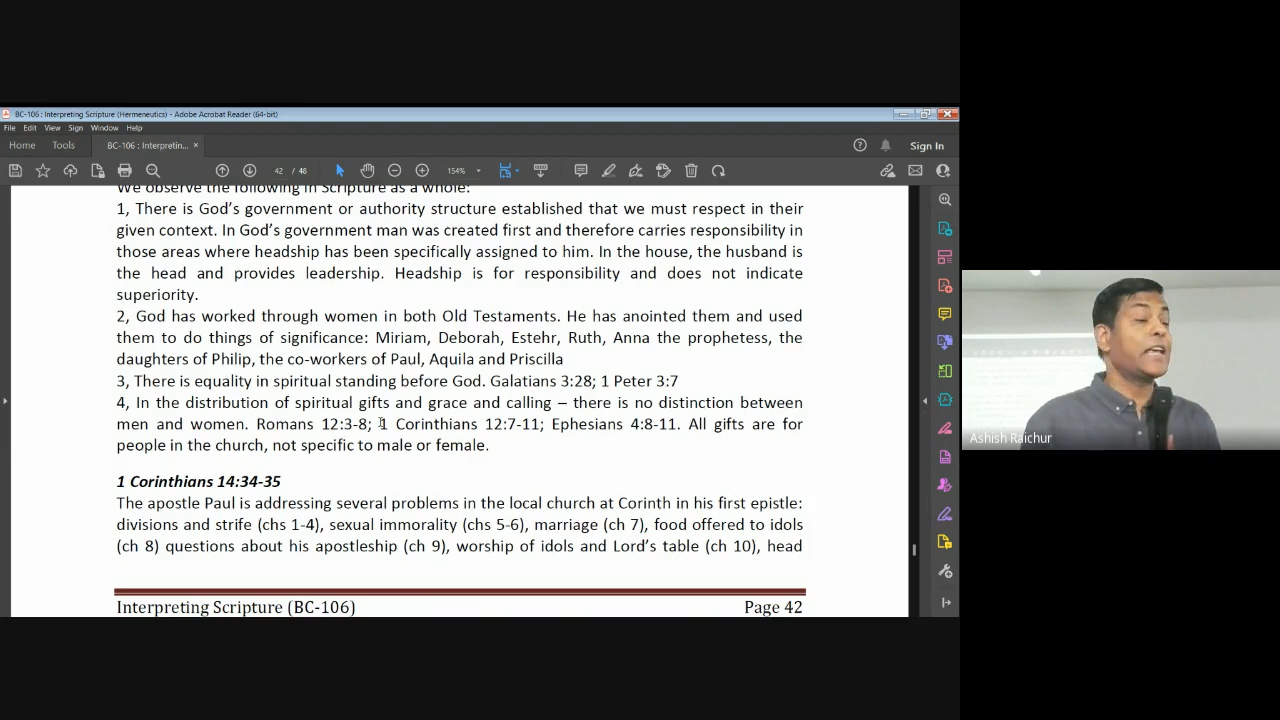 BC-106 : Interpreting Scripture (Hermeneutics) - Adobe Acrobat Reader (64-bit)
File Edit View Sign Window Help
Home Tools BC-106 : Interpretin... × Sign In
42 / 48 154%
We observe the following in Scripture as a whole:
1, There is God's government or authority structure established that we must respect in their
given context. In God's government man was created first and therefore carries responsibility in
those areas where headship has been specifically assigned to him. In the house, the husband is
the head and provides leadership. Headship is for responsibility and does not indicate
superiority.
2, God has worked through women in both Old Testaments. He has anointed them and used
them to do things of significance: Miriam, Deborah, Estehr, Ruth, Anna the prophetess, the
daughters of Philip, the co-workers of Paul, Aquila and Priscilla
3, There is equality in spiritual standing before God. Galatians 3:28; 1 Peter 3:7
4, In the distribution of spiritual gifts and grace and calling – there is no distinction between
men and women. Romans 12:3-8; 1 Corinthians 12:7-11; Ephesians 4:8-11. All gifts are for
people in the church, not specific to male or female.
1 Corinthians 14:34-35
The apostle Paul is addressing several problems in the local church at Corinth in his first epistle:
divisions and strife (chs 1-4), sexual immorality (chs 5-6), marriage (ch 7), food offered to idols
(ch 8) questions about his apostleship (ch 9), worship of idols and Lord's table (ch 10), head
Interpreting Scripture (BC-106) Page 42
Ashish Raichur